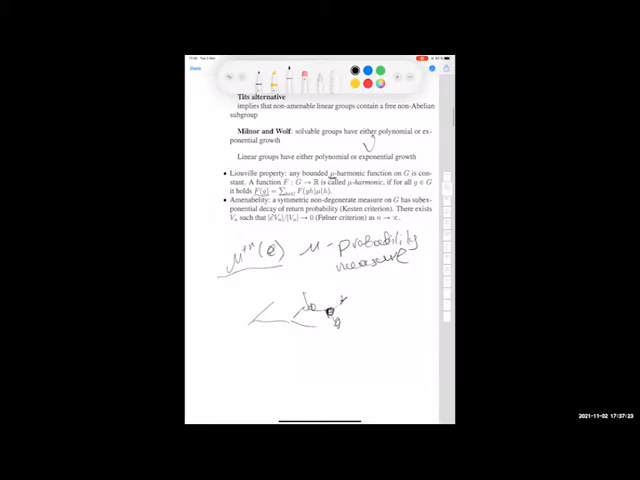 Done
Tits alternative
implies that non-amenable linear groups contain a free non-Abelian
subgroup
Milnor and Wolf: solvable groups have either polynomial or ex-
ponential growth
Linear groups have either polynomial or exponential growth
• Liouville property: any bounded μ-harmonic function on G is con-
stant. A function F : G → ℝ is called μ-harmonic, if for all g ∈ G
it holds F(g) = Σ F(gh)μ(h).
• Amenability: a symmetric non-degenerate measure on G has subex-
ponential decay of return probability (Kesten criterion). There exists
Vₙ such that |∂Vₙ|/|Vₙ| → 0 (Følner criterion) as n → ∞.
μ*ⁿ(e) μ - probability
measure
2021-11-02 17:37:23